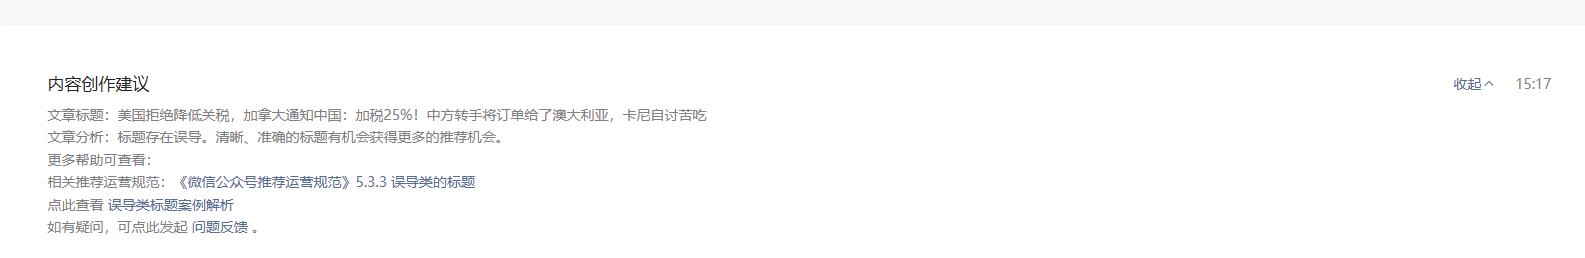 内容创作建议
收起 15:17
文章标题：美国拒绝降低关税，加拿大通知中国：加税25%！中方转手将订单给了澳大利亚，卡尼自讨苦吃
文章分析：标题存在误导。清晰、准确的标题有机会获得更多的推荐机会。
更多帮助可查看：
相关推荐运营规范：《微信公众号推荐运营规范》5.3.3 误导类的标题
点此查看 误导类标题案例解析
如有疑问，可点此发起 问题反馈 。